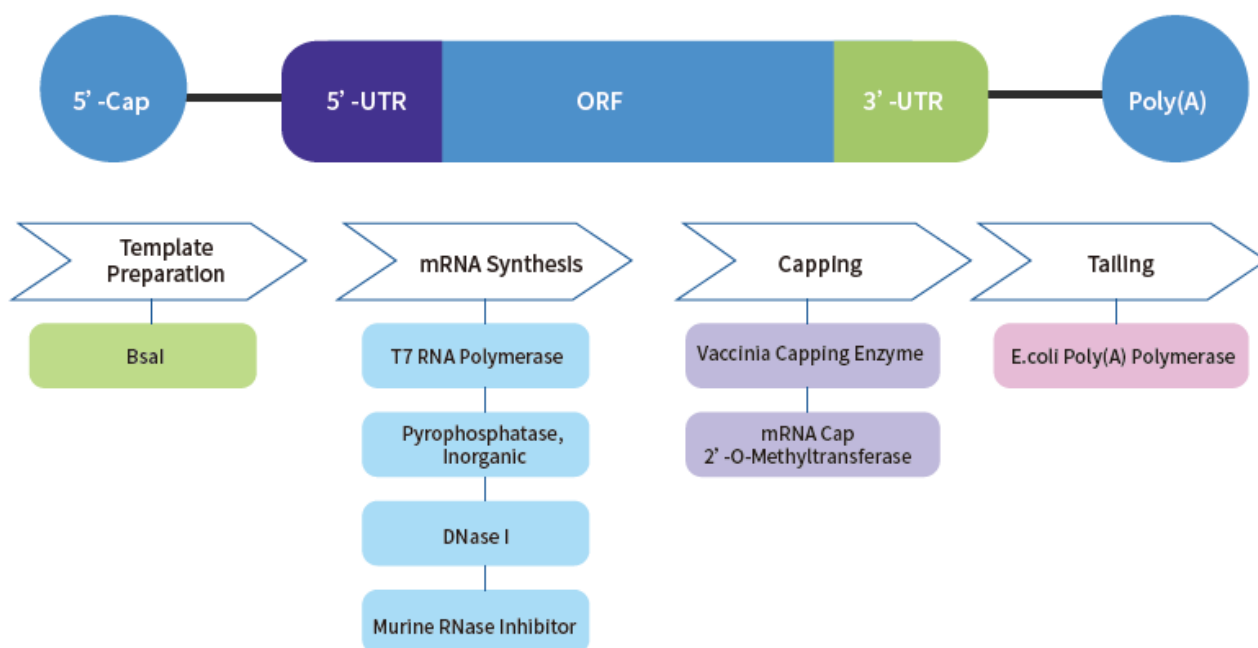 5’-Cap
5’-UTR
ORF
3’-UTR
Poly(A)
Template
Preparation
mRNA Synthesis
Capping
Tailing
BsaI
T7 RNA Polymerase
Vaccinia Capping Enzyme
E.coli Poly(A) Polymerase
Pyrophosphatase,
Inorganic
mRNA Cap
2’-O-Methyltransferase
DNase I
Murine RNase Inhibitor